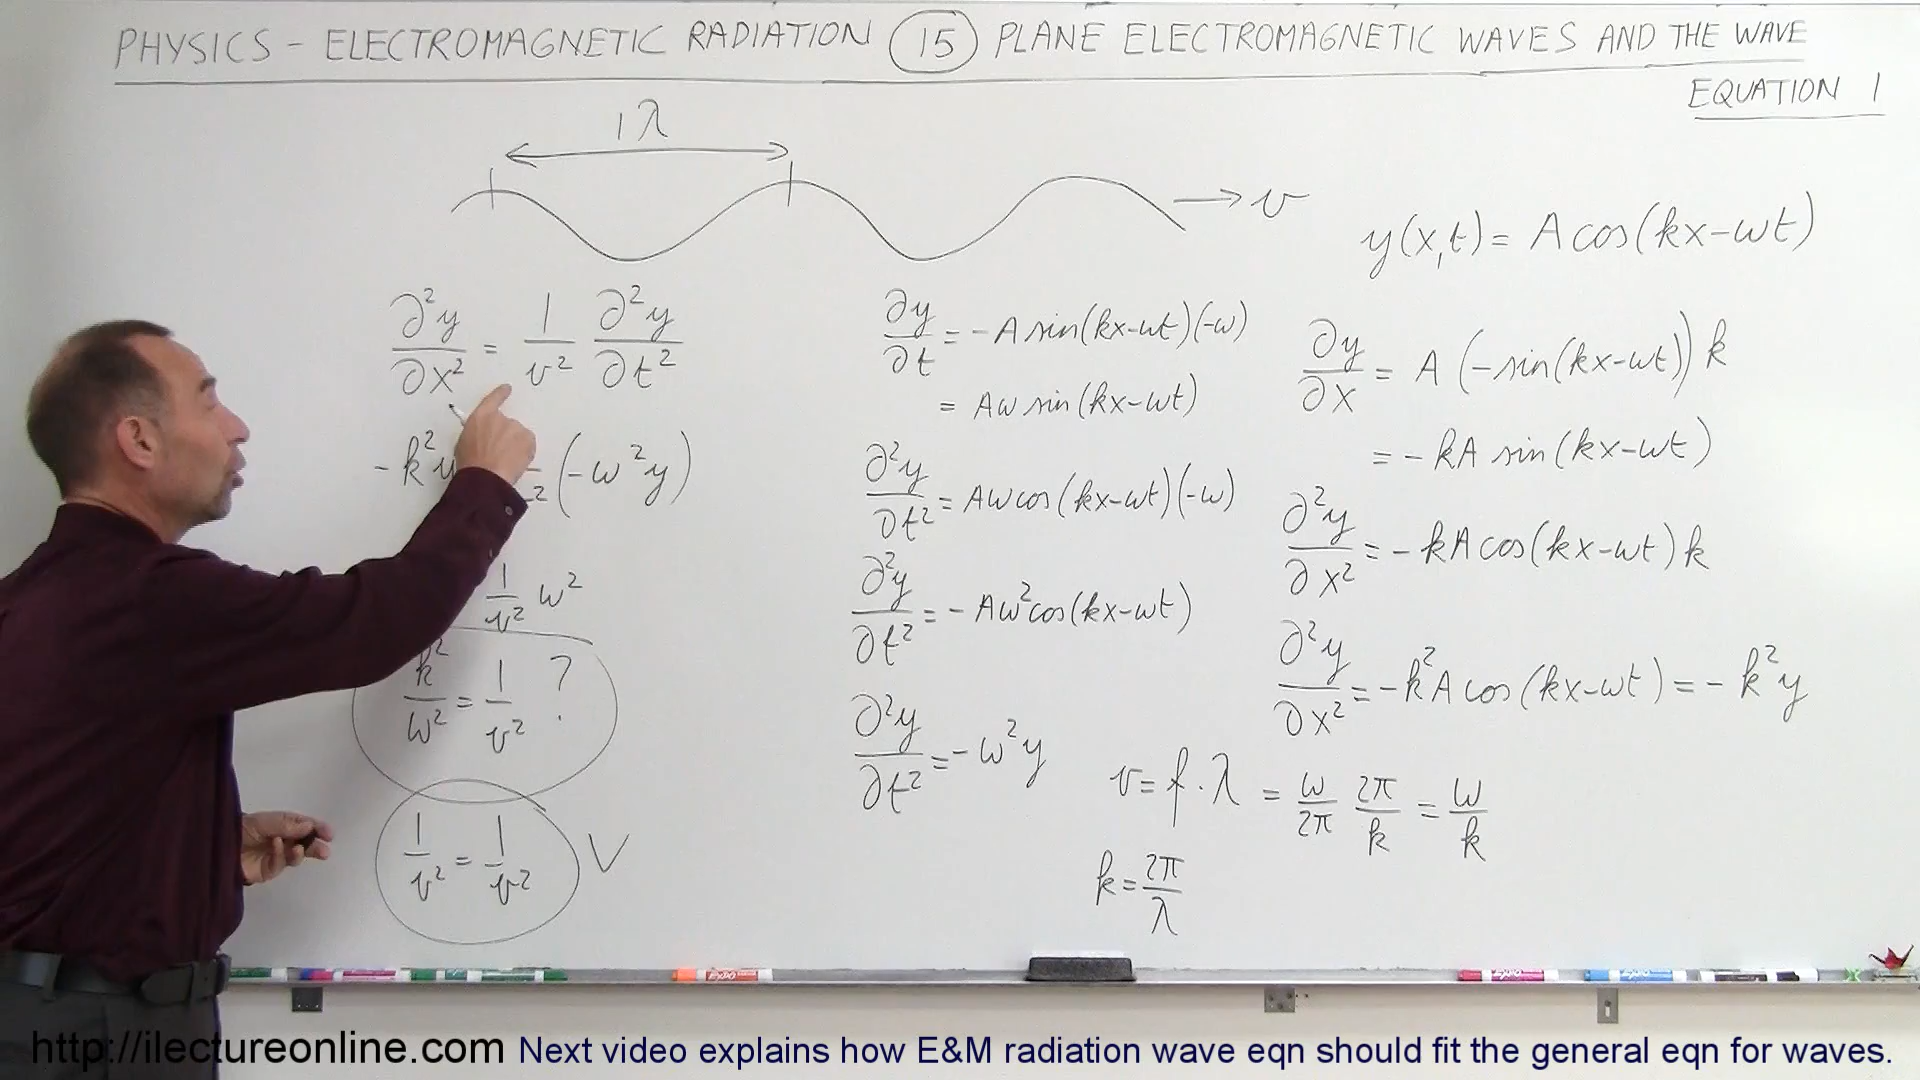 PHYSICS - ELECTROMAGNETIC RADIATION 15 PLANE ELECTROMAGNETIC WAVES AND THE WAVE
EQUATION 1
1λ
→ v
y(x,t) = A cos(kx-ωt)
∂²y/∂x² = 1/v² ∂²y/∂t²
-k²y (-ω²y)
1/v² ω²
k²/ω² = 1/v² ?
1/v² = 1/v² V
∂y/∂t = -A sin(kx-ωt)(-ω)
= Aω sin(kx-ωt)
∂²y/∂t² = Aω cos(kx-ωt)(-ω)
∂²y/∂t² = -Aω² cos(kx-ωt)
∂²y/∂t² = -ω²y
∂y/∂x = A (-sin(kx-ωt)) k
= -kA sin(kx-ωt)
∂²y/∂x² = -kA cos(kx-ωt) k
∂²y/∂x² = -k²A cos(kx-ωt) = -k²y
v = f·λ = ω/2π 2π/k = ω/k
k = 2π/λ
EXPO
EXPO
http://ilectureonline.com Next video explains how E&M radiation wave eqn should fit the general eqn for waves.